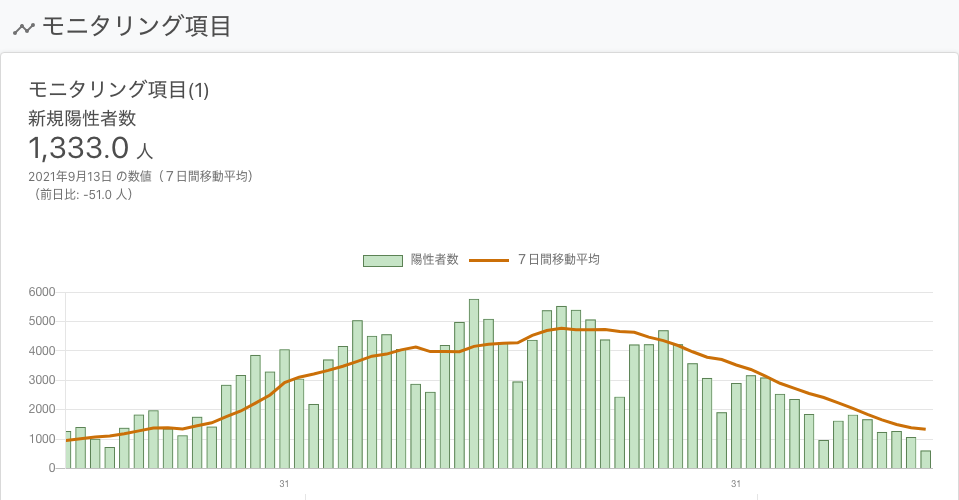 モニタリング項目
モニタリング項目(1)
新規陽性者数
1,333.0 人
2021年9月13日 の数値（７日間移動平均）
（前日比: -51.0 人）
陽性者数 ７日間移動平均
6000
5000
4000
3000
2000
1000
0
31 31